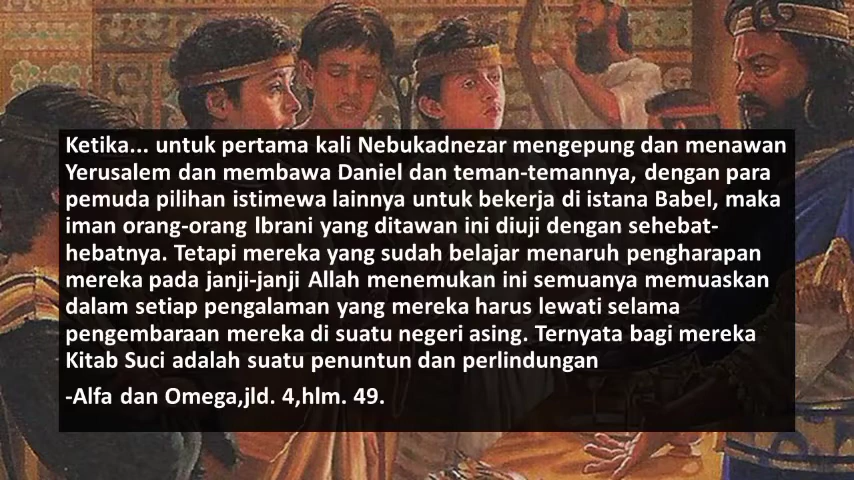 Ketika... untuk pertama kali Nebukadnezar mengepung dan menawan
Yerusalem dan membawa Daniel dan teman-temannya, dengan para
pemuda pilihan istimewa lainnya untuk bekerja di istana Babel, maka
iman orang-orang lbrani yang ditawan ini diuji dengan sehebat-
hebatnya. Tetapi mereka yang sudah belajar menaruh pengharapan
mereka pada janji-janji Allah menemukan ini semuanya memuaskan
dalam setiap pengalaman yang mereka harus lewati selama
pengembaraan mereka di suatu negeri asing. Ternyata bagi mereka
Kitab Suci adalah suatu penuntun dan perlindungan
-Alfa dan Omega,jld. 4,hlm. 49.